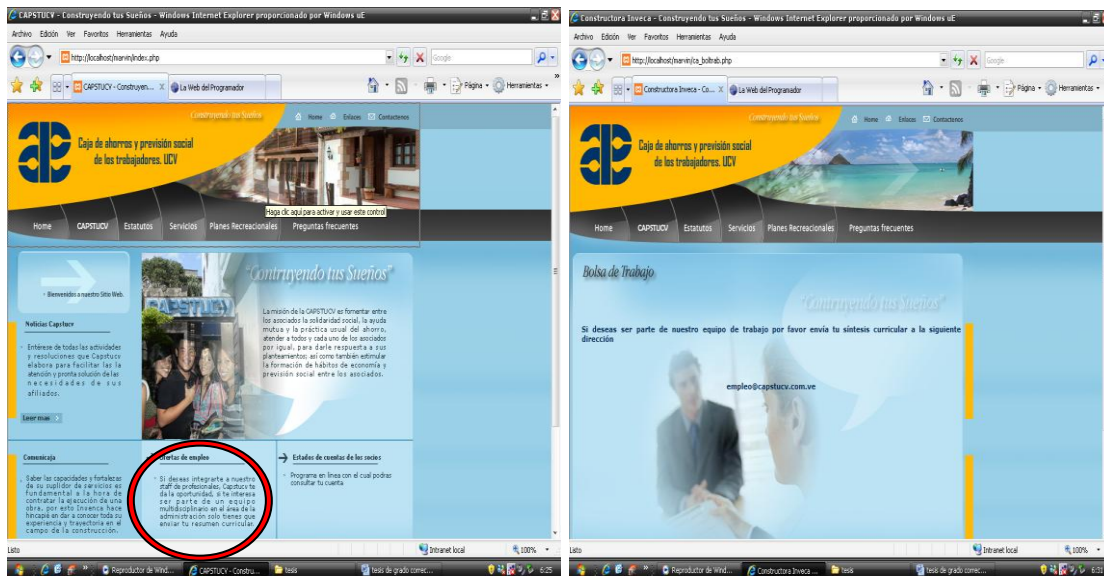 CAPSTUCV - Construyendo tus Sueños - Windows Internet Explorer proporcionado por Windows uE
Archivo Edición Ver Favoritos Herramientas Ayuda
http://localhost/marvin/index.php
Google
CAPSTUCV - Construyen... X La Web del Programador
Página Herramientas
Construyendo tus Sueños
Home Enlaces Contactenos
Caja de ahorros y previsión social
de los trabajadores. UCV
Haga clic aquí para activar y usar este control
Home CAPSTUCV Estatutos Servicios Planes Recreacionales Preguntas frecuentes
Bienvenidos a nuestro Sitio Web
"Contruyendo tus Sueños"
CAPSTUCV
La misión de la CAPSTUCV es fomentar entre
los asociados la solidaridad social, la ayuda
mutua y la práctica usual del ahorro,
atender a todos y cada uno de los asociados
por igual, para darle respuesta a sus
planteamientos; así como también estimular
la formación de hábitos de economía y
previsión social entre los asociados.
Noticias Capstucv
Entérese de todas las actividades
y resoluciones que Capstucv
elabora para facilitar las la
atención y pronta solución de las
necesidades de sus
afiliados.
Leer mas >
Comunicaja
Saber las capacidades y fortalezas
de su suplidor de servicios es
fundamental a la hora de
contratar la ejecución de una
obra, por esto Invenca hace
hincapié en dar a conocer toda su
experiencia y trayectoria en el
campo de la construcción.
Ofertas de empleo
Si deseas integrarte a nuestro
staff de profesionales, Capstucv te
da la oportunidad, si te interesa
ser parte de un equipo
multidisciplinario en el área de la
administración solo tienes que
enviar tu resumen curricular.
Estados de cuentas de los socios
Programa en linea con el cual podras
consultar tu cuenta
Listo
Intranet local 100%
Reproductor de Wind... CAPSTUCV - Constru... tesis tesis de grado correc... 6:25
Constructora Inveca - Construyendo tus Sueños - Windows Internet Explorer proporcionado por Windows uE
Archivo Edición Ver Favoritos Herramientas Ayuda
http://localhost/marvin/ca_boltrab.php
Google
Constructora Inveca - Co... X La Web del Programador
Página Herramientas
Construyendo tus Sueños
Home Enlaces Contactenos
Caja de ahorros y previsión social
de los trabajadores. UCV
Home CAPSTUCV Estatutos Servicios Planes Recreacionales Preguntas frecuentes
Bolsa de Trabajo
"Contruyendo tus Sueños"
Si deseas ser parte de nuestro equipo de trabajo por favor envía tu síntesis curricular a la siguiente
dirección
empleo@capstucv.com.ve
Listo
Intranet local 100%
Reproductor de Wind... Constructora Inveca ... tesis tesis de grado correc... 6:31